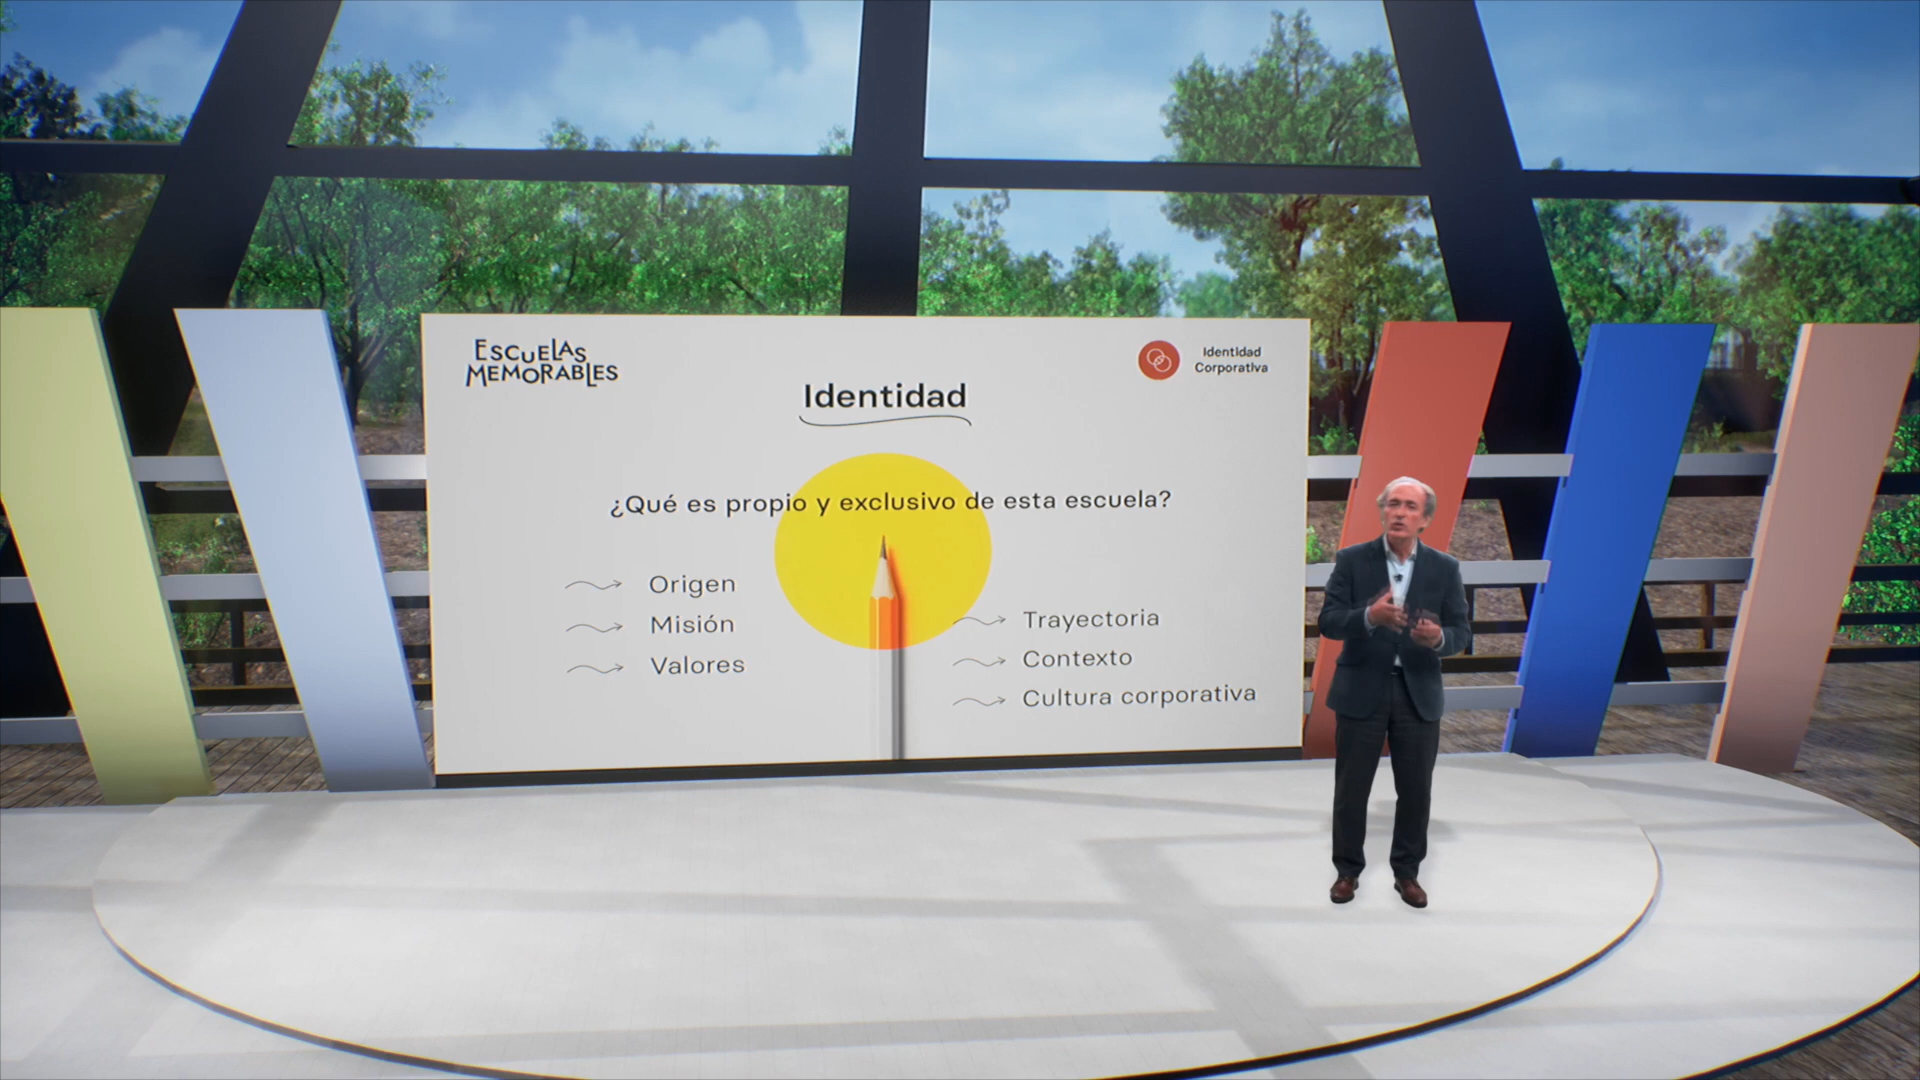 ESCUELAS
MEMORABLES
Identidad
Corporativa
Identidad
¿Qué es propio y exclusivo de esta escuela?
Origen
Misión
Valores
Trayectoria
Contexto
Cultura corporativa